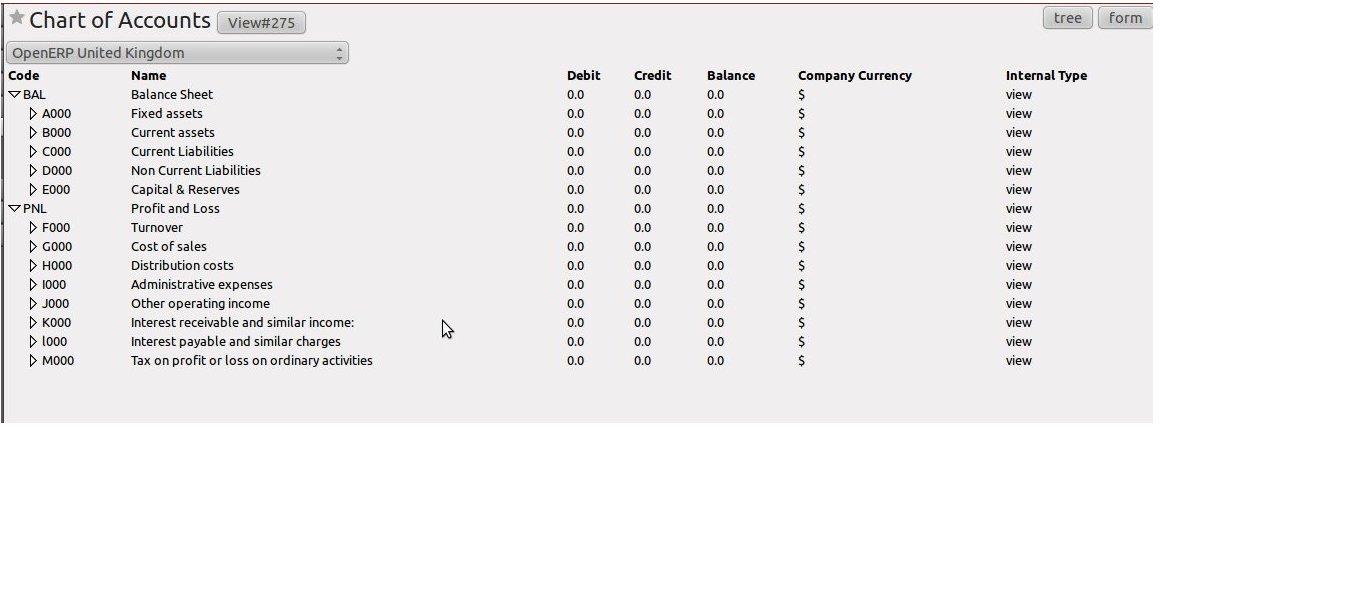 Chart of Accounts View#275 tree form
OpenERP United Kingdom
Code Name Debit Credit Balance Company Currency Internal Type
BAL Balance Sheet 0.0 0.0 0.0 $ view
A000 Fixed assets 0.0 0.0 0.0 $ view
B000 Current assets 0.0 0.0 0.0 $ view
C000 Current Liabilities 0.0 0.0 0.0 $ view
D000 Non Current Liabilities 0.0 0.0 0.0 $ view
E000 Capital & Reserves 0.0 0.0 0.0 $ view
PNL Profit and Loss 0.0 0.0 0.0 $ view
F000 Turnover 0.0 0.0 0.0 $ view
G000 Cost of sales 0.0 0.0 0.0 $ view
H000 Distribution costs 0.0 0.0 0.0 $ view
I000 Administrative expenses 0.0 0.0 0.0 $ view
J000 Other operating income 0.0 0.0 0.0 $ view
K000 Interest receivable and similar income: 0.0 0.0 0.0 $ view
l000 Interest payable and similar charges 0.0 0.0 0.0 $ view
M000 Tax on profit or loss on ordinary activities 0.0 0.0 0.0 $ view